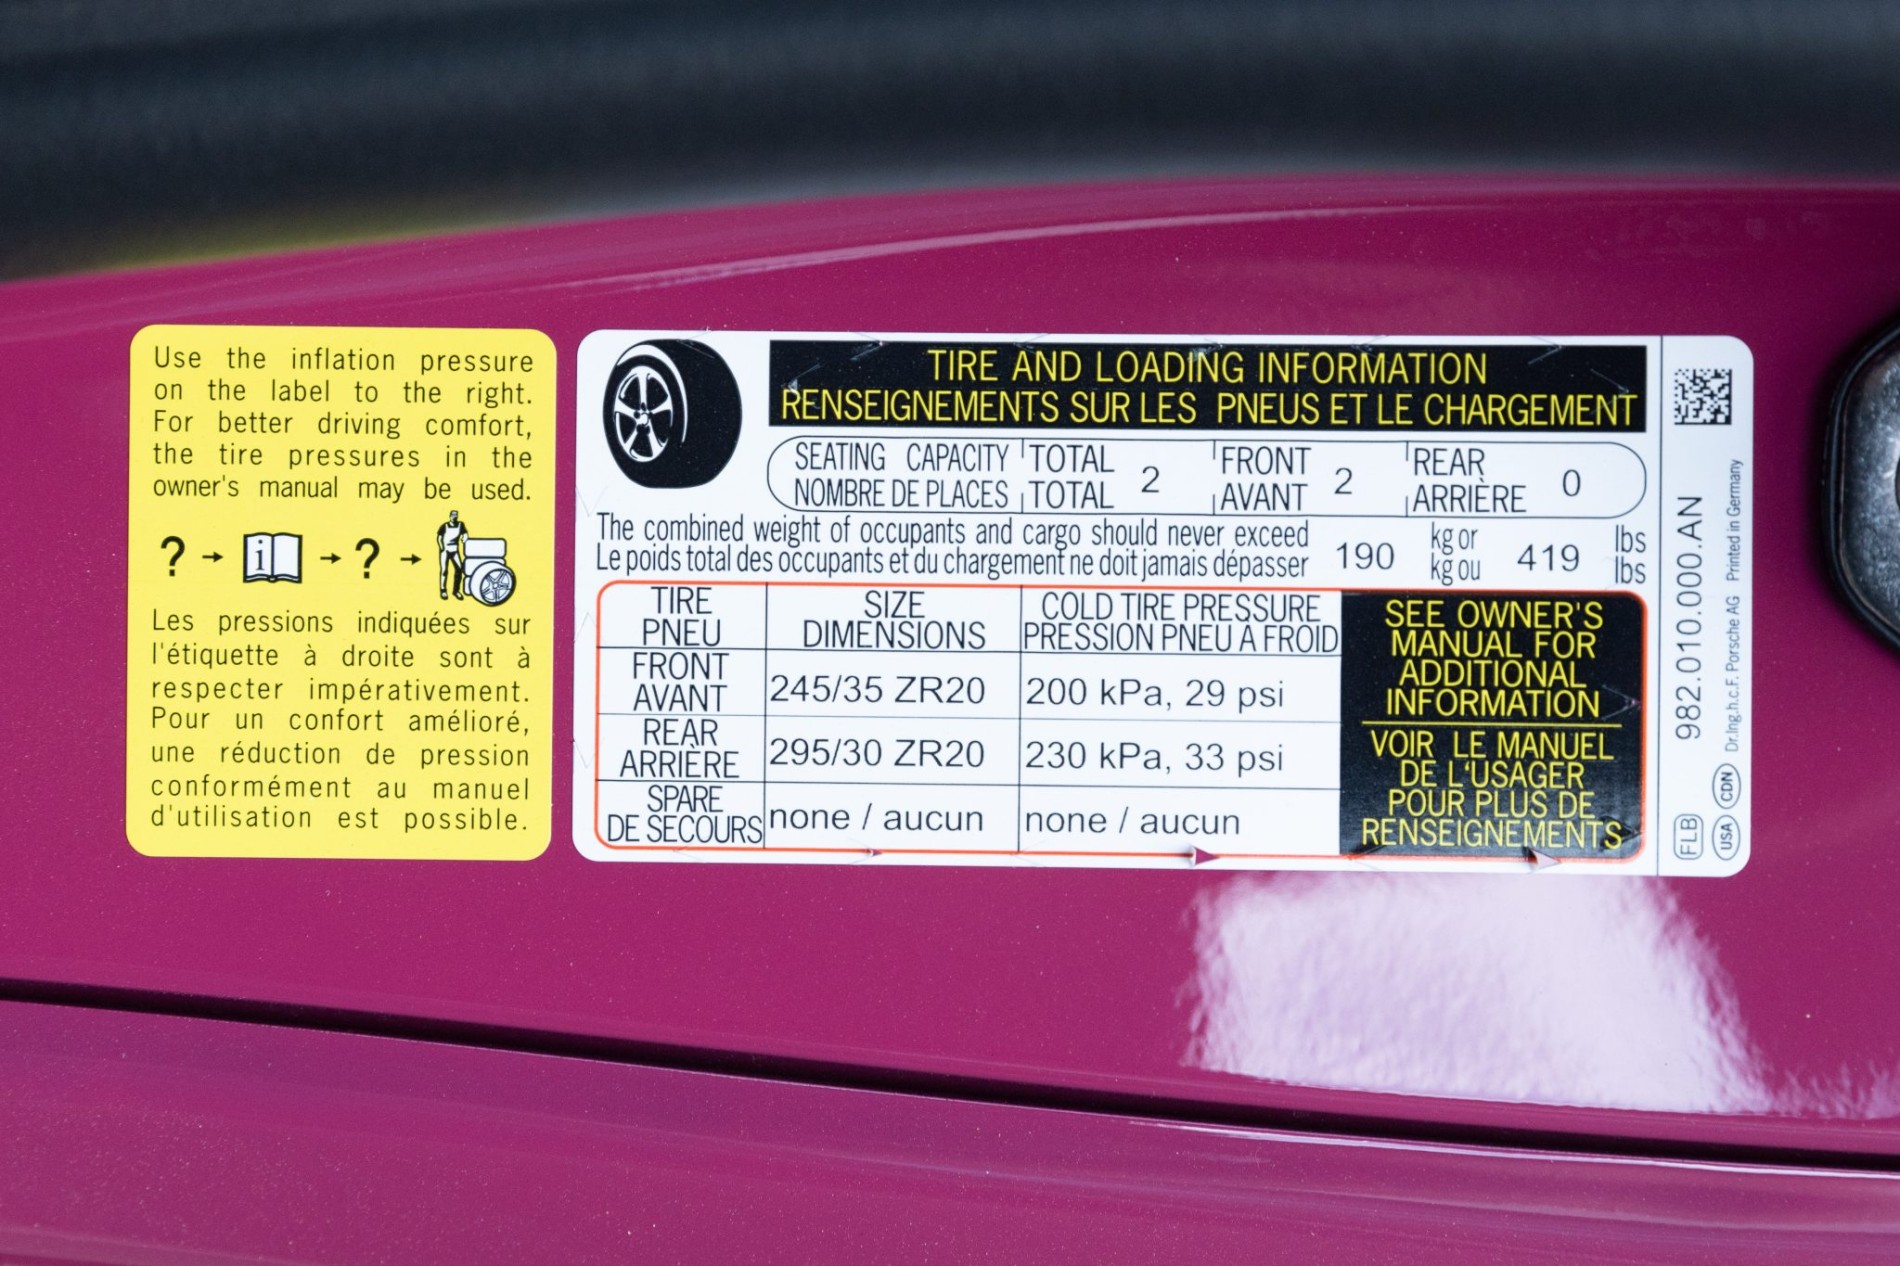 Use the inflation pressure
on the label to the right.
For better driving comfort,
the tire pressures in the
owner's manual may be used.
? → i → ? →
Les pressions indiquées sur
l'étiquette à droite sont à
respecter impérativement.
Pour un confort amélioré,
une réduction de pression
conformément au manuel
d'utilisation est possible.
TIRE AND LOADING INFORMATION
RENSEIGNEMENTS SUR LES PNEUS ET LE CHARGEMENT
SEATING CAPACITY TOTAL 2 FRONT 2 REAR 0
NOMBRE DE PLACES TOTAL AVANT ARRIÈRE
The combined weight of occupants and cargo should never exceed 190 kg or 419 lbs
Le poids total des occupants et du chargement ne doit jamais dépasser kg ou lbs
TIRE SIZE COLD TIRE PRESSURE
PNEU DIMENSIONS PRESSION PNEU A FROID
FRONT
AVANT 245/35 ZR20 200 kPa, 29 psi
REAR
ARRIÈRE 295/30 ZR20 230 kPa, 33 psi
SPARE
DE SECOURS none / aucun none / aucun
SEE OWNER'S
MANUAL FOR
ADDITIONAL
INFORMATION
VOIR LE MANUEL
DE L'USAGER
POUR PLUS DE
RENSEIGNEMENTS
982.010.000.AN
FLB
Dr.Ing.h.c.F. Porsche AG Printed in Germany
CDN
USA